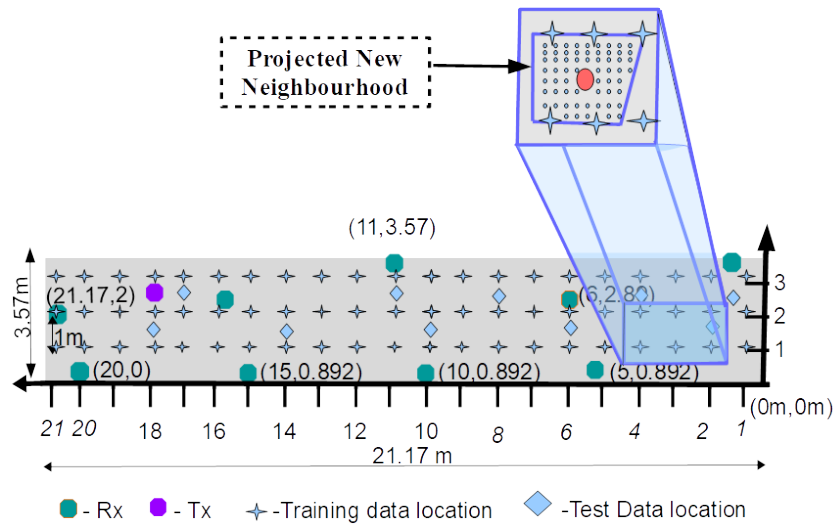 Projected New
Neighbourhood
(11,3.57)
3.57m
(21.17,2)
(6,2.80)
3
2
1m
1
(20,0)
(15,0.892)
(10,0.892)
(5,0.892)
(0m,0m)
21 20 18 16 14 12 10 8 6 4 2 1
21.17 m
- Rx - Tx -Training data location -Test Data location